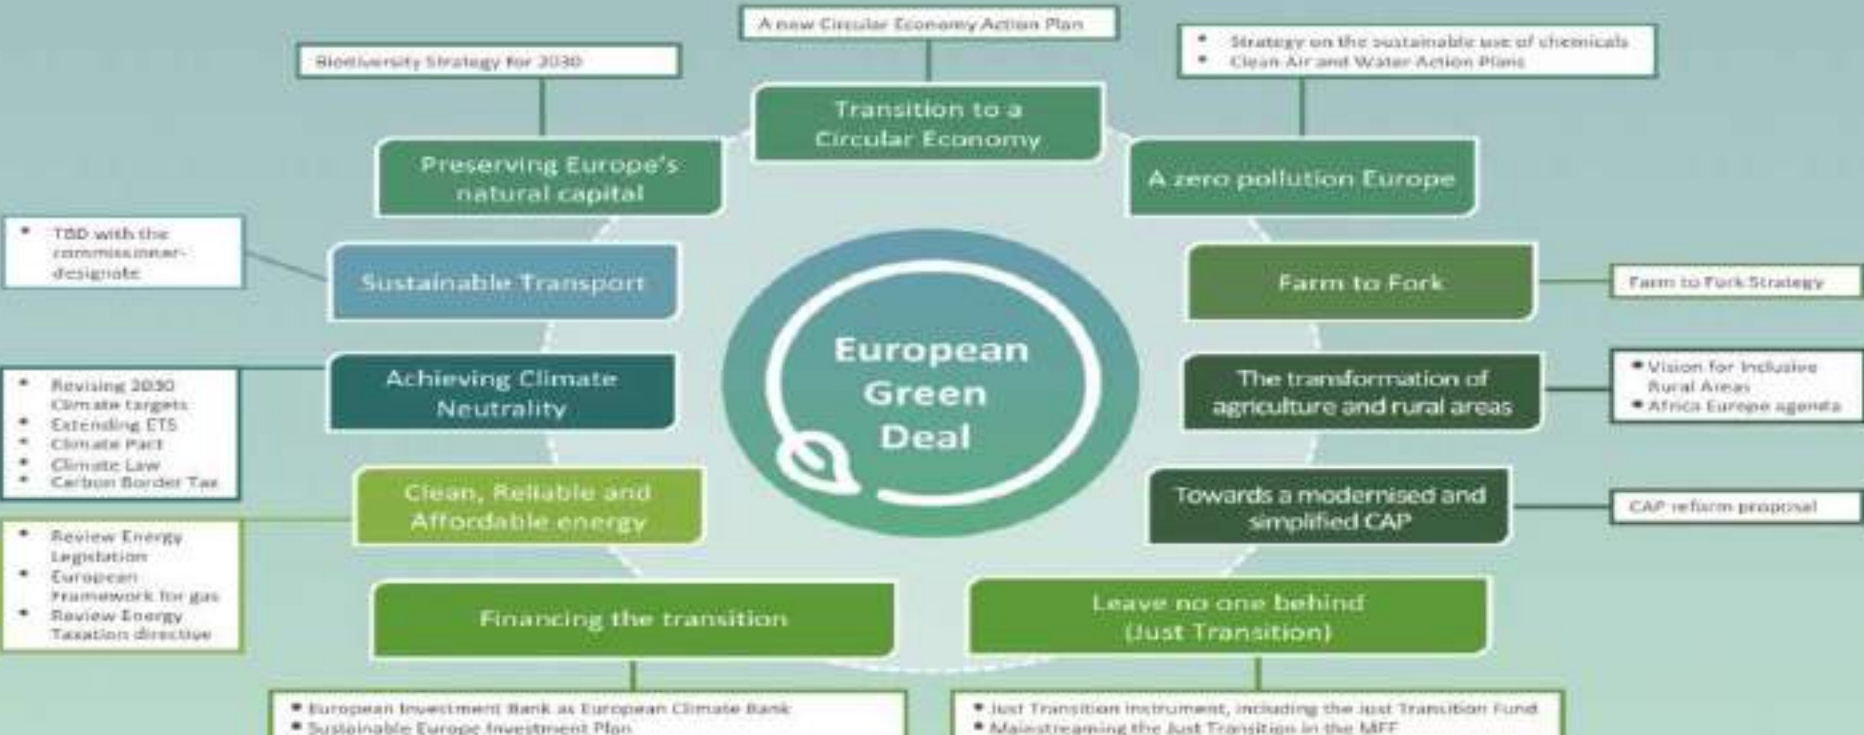 A new Circular Economy Action Plan
Biodiversity Strategy for 2030
• Strategy on the sustainable use of chemicals
• Clean Air and Water Action Plans
Transition to a
Circular Economy
Preserving Europe's
natural capital
A zero pollution Europe
• TBD with the
commissioner-
designate
Sustainable Transport
Farm to Fork
Farm to Fork Strategy
European
Green
Deal
• Revising 2030
Climate targets
• Extending ETS
• Climate Pact
• Climate Law
• Carbon Border Tax
Achieving Climate
Neutrality
The transformation of
agriculture and rural areas
• Vision for Inclusive
Rural Areas
• Africa Europe agenda
Clean, Reliable and
Affordable energy
Towards a modernised and
simplified CAP
CAP reform proposal
• Review Energy
Legislation
• European
Framework for gas
• Review Energy
Taxation directive
Financing the transition
Leave no one behind
(Just Transition)
• European Investment Bank as European Climate Bank
• Sustainable Europe Investment Plan
• Just Transition Instrument, including the Just Transition Fund
• Mainstreaming the Just Transition in the MFF